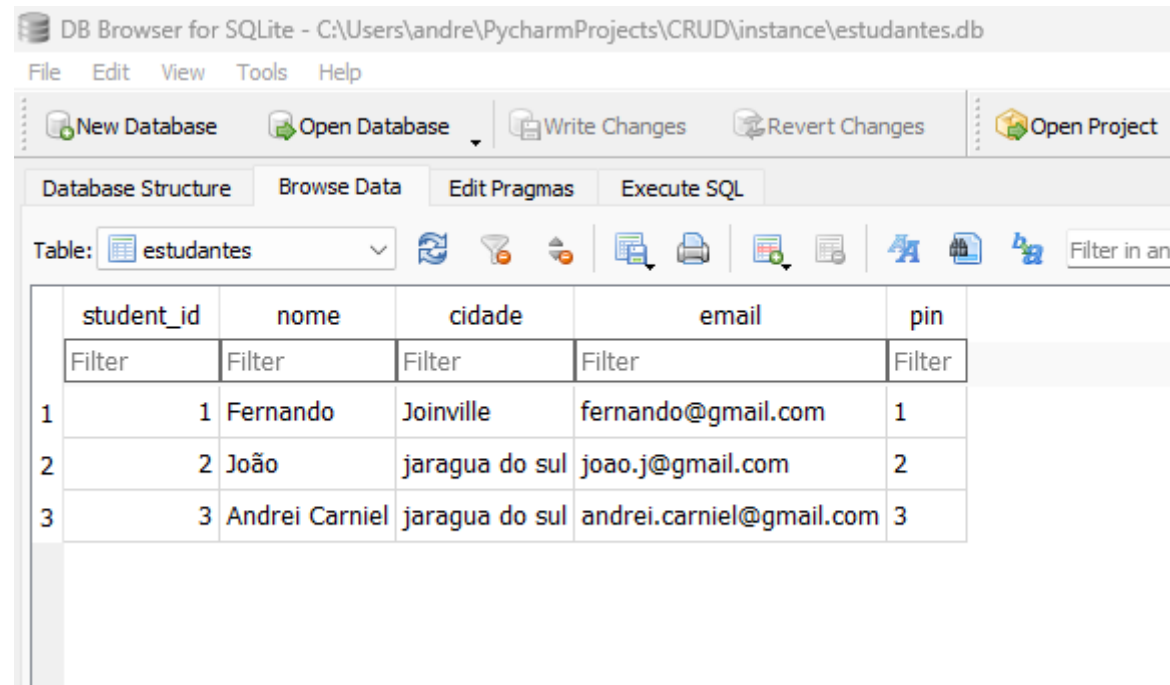 DB Browser for SQLite - C:\Users\andre\PycharmProjects\CRUD\instance\estudantes.db
File Edit View Tools Help
New Database Open Database Write Changes Revert Changes Open Project
Database Structure Browse Data Edit Pragmas Execute SQL
Table: estudantes Filter in an
student_id nome cidade email pin
Filter Filter Filter Filter Filter
1 1 Fernando Joinville fernando@gmail.com 1
2 2 João jaragua do sul joao.j@gmail.com 2
3 3 Andrei Carniel jaragua do sul andrei.carniel@gmail.com 3